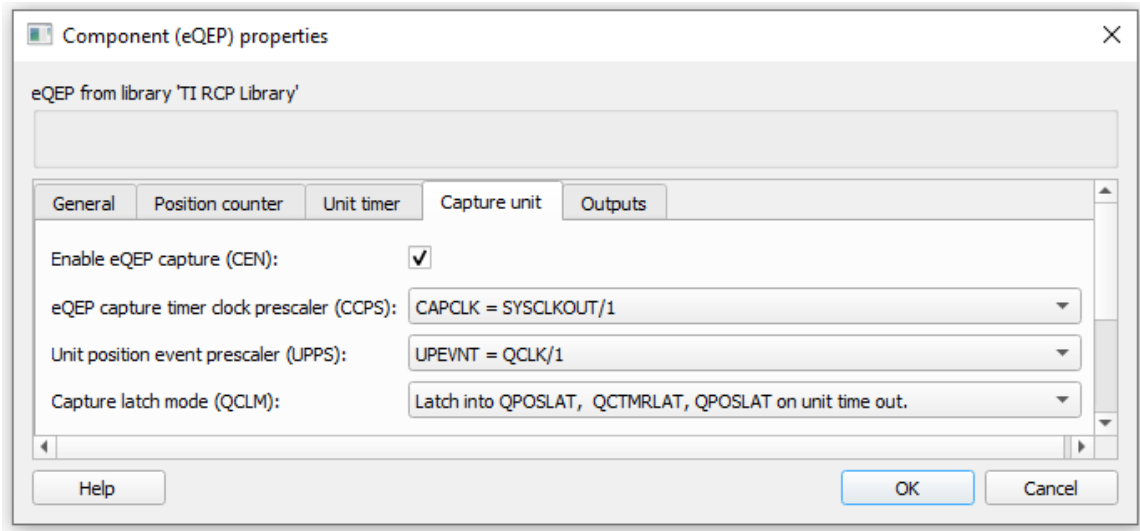 Component (eQEP) properties
eQEP from library 'TI RCP Library'
General Position counter Unit timer Capture unit Outputs
Enable eQEP capture (CEN):
eQEP capture timer clock prescaler (CCPS): CAPCLK = SYSCLKOUT/1
Unit position event prescaler (UPPS): UPEVNT = QCLK/1
Capture latch mode (QCLM): Latch into QPOSLAT, QCTMRLAT, QPOSLAT on unit time out.
Help OK Cancel